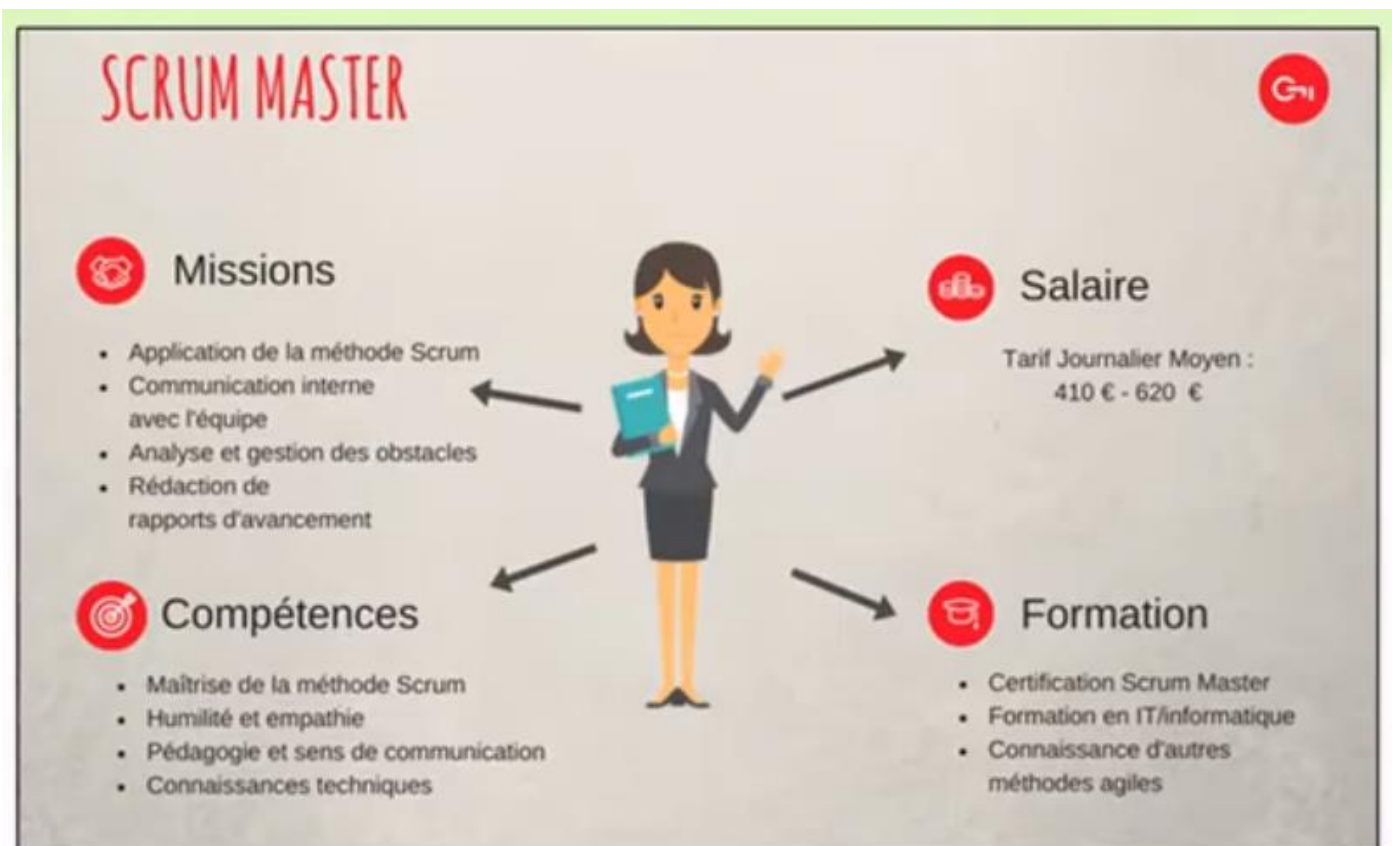 SCRUM MASTER
Missions
• Application de la méthode Scrum
• Communication interne
avec l'équipe
• Analyse et gestion des obstacles
• Rédaction de
rapports d'avancement
Salaire
Tarif Journalier Moyen :
410 € - 620 €
Compétences
• Maîtrise de la méthode Scrum
• Humilité et empathie
• Pédagogie et sens de communication
• Connaissances techniques
Formation
• Certification Scrum Master
• Formation en IT/informatique
• Connaissance d'autres
méthodes agiles